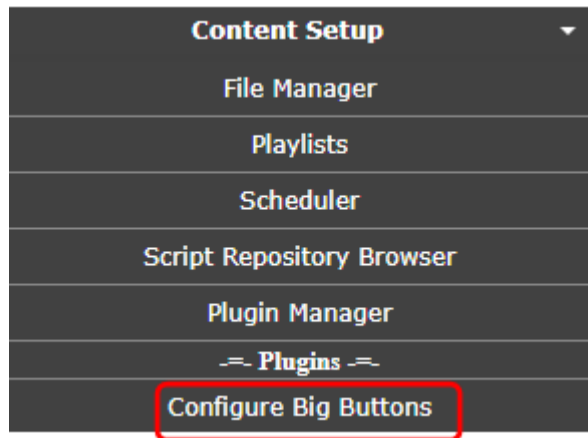 Content Setup
File Manager
Playlists
Scheduler
Script Repository Browser
Plugin Manager
-=- Plugins -=-
Configure Big Buttons